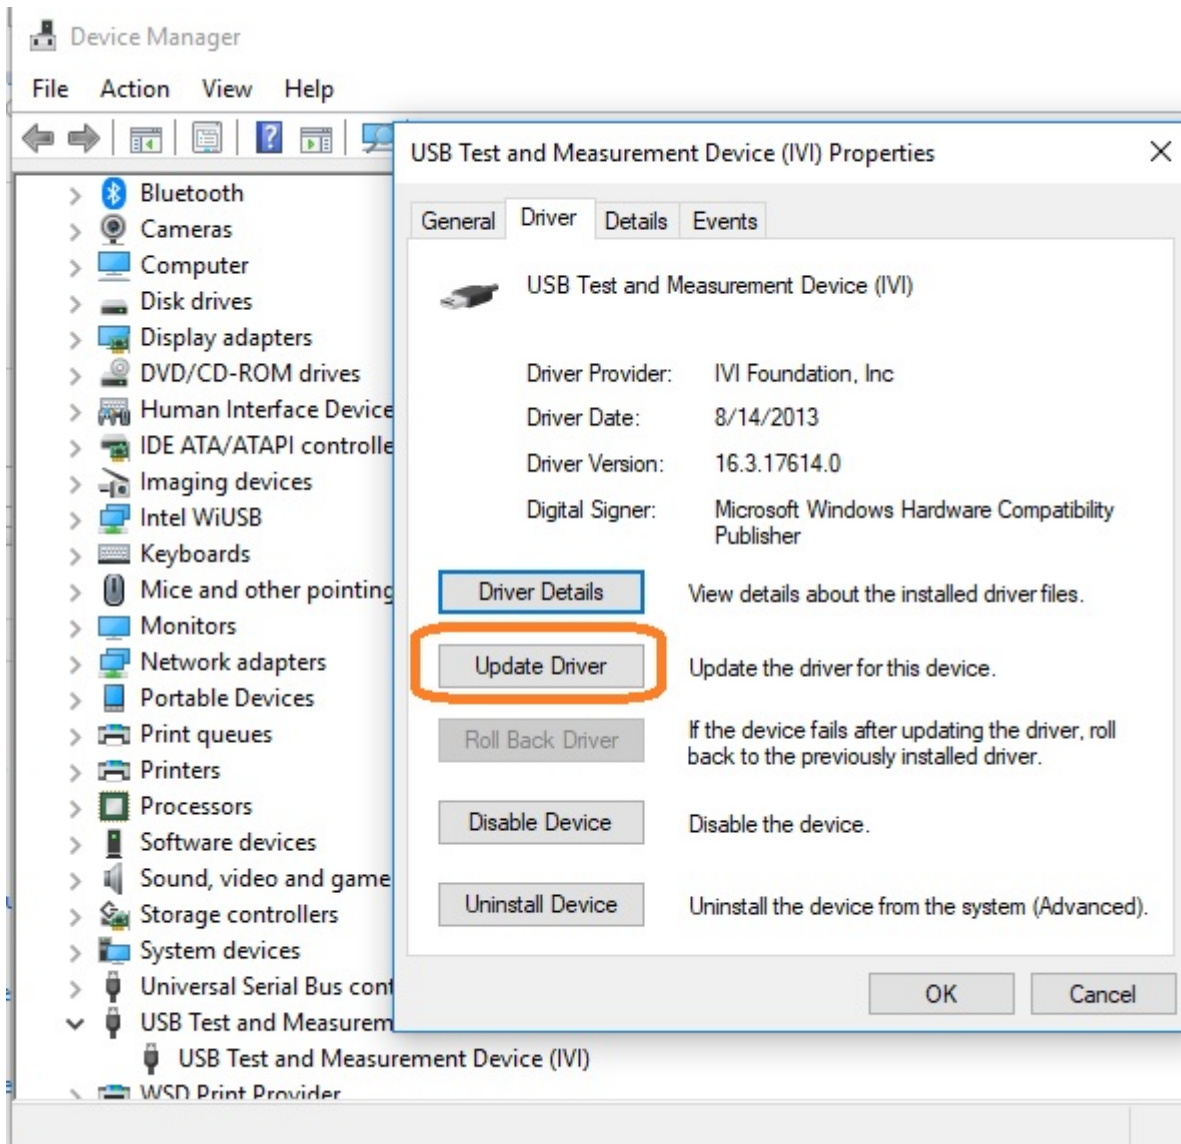 Device Manager
File Action View Help
USB Test and Measurement Device (IVI) Properties
General Driver Details Events
USB Test and Measurement Device (IVI)
Driver Provider: IVI Foundation, Inc
Driver Date: 8/14/2013
Driver Version: 16.3.17614.0
Digital Signer: Microsoft Windows Hardware Compatibility
Publisher
Driver Details View details about the installed driver files.
Update Driver Update the driver for this device.
Roll Back Driver If the device fails after updating the driver, roll
back to the previously installed driver.
Disable Device Disable the device.
Uninstall Device Uninstall the device from the system (Advanced).
OK Cancel
Bluetooth
Cameras
Computer
Disk drives
Display adapters
DVD/CD-ROM drives
Human Interface Device
IDE ATA/ATAPI controlle
Imaging devices
Intel WiUSB
Keyboards
Mice and other pointing
Monitors
Network adapters
Portable Devices
Print queues
Printers
Processors
Software devices
Sound, video and game
Storage controllers
System devices
Universal Serial Bus cont
USB Test and Measurem
USB Test and Measurement Device (IVI)
WSD Print Provider